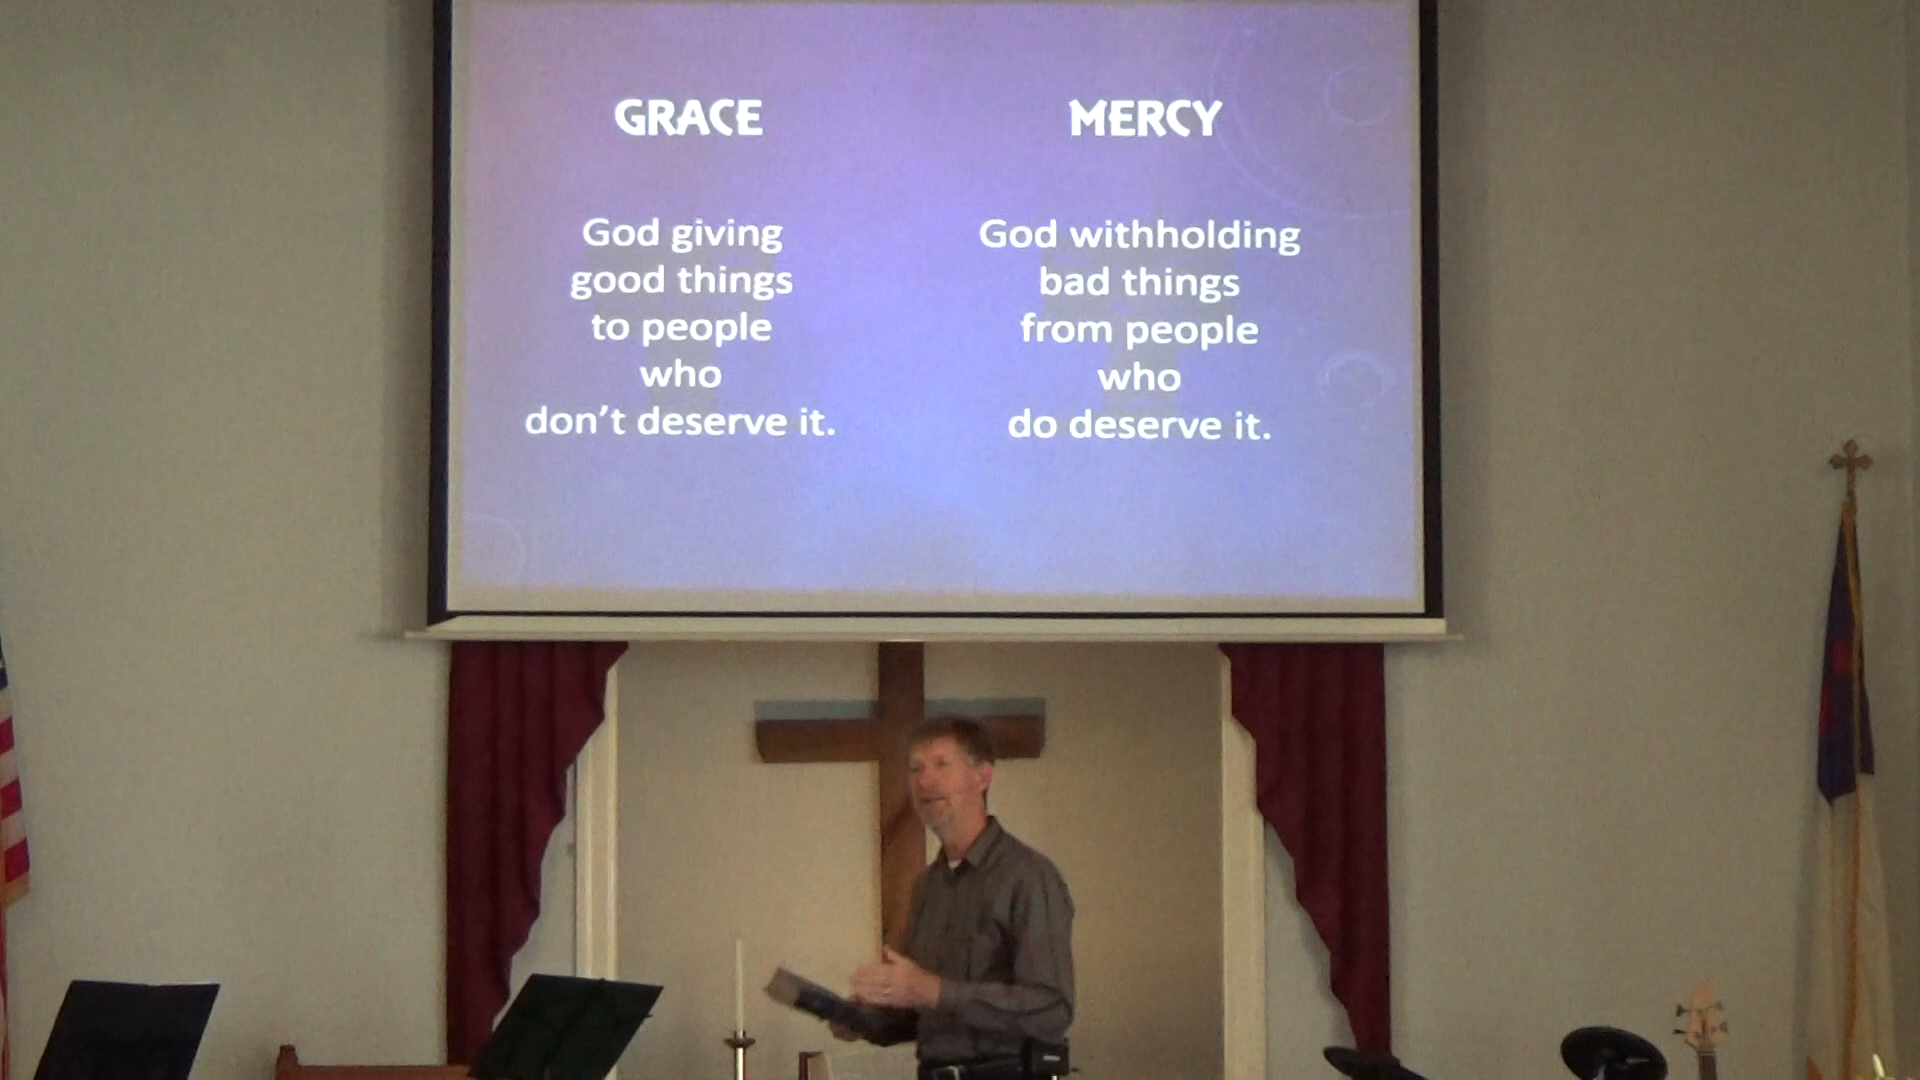 GRACE
God giving
good things
to people
who
don't deserve it.
MERCY
God withholding
bad things
from people
who
do deserve it.